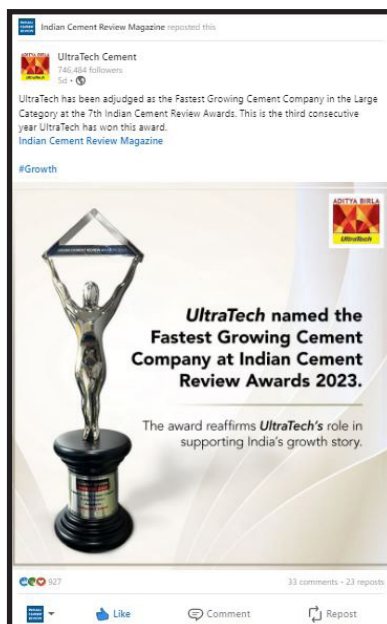 Indian Cement Review Magazine reposted this
UltraTech Cement
746,484 followers
5d •
UltraTech has been adjudged as the Fastest Growing Cement Company in the Large
Category at the 7th Indian Cement Review Awards. This is the third consecutive
year UltraTech has won this award.
Indian Cement Review Magazine
#Growth
ADITYA BIRLA
UltraTech
INDIAN CEMENT REVIEW AWARDS
UltraTech named the
Fastest Growing Cement
Company at Indian Cement
Review Awards 2023.
The award reaffirms UltraTech's role in
supporting India's growth story.
927
33 comments • 23 reposts
Like
Comment
Repost